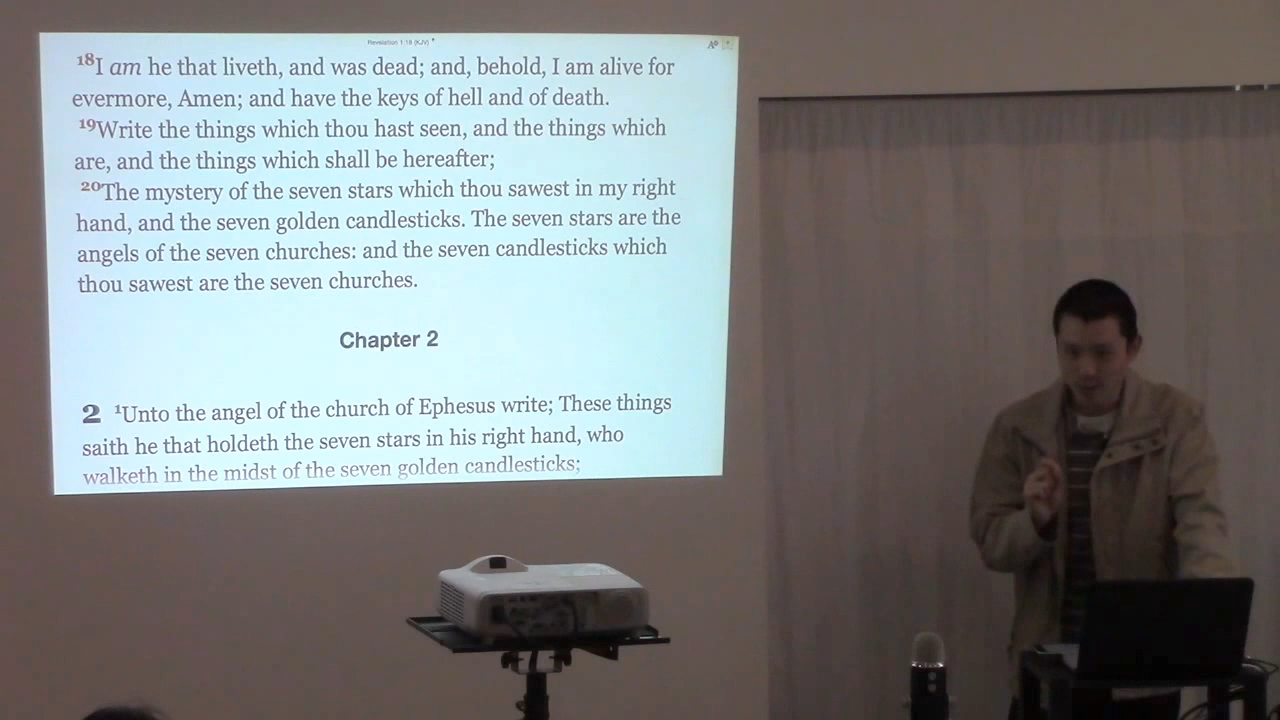 Revelation 1:19 (KJV)
18I am he that liveth, and was dead; and, behold, I am alive for
evermore, Amen; and have the keys of hell and of death.
19Write the things which thou hast seen, and the things which
are, and the things which shall be hereafter;
20The mystery of the seven stars which thou sawest in my right
hand, and the seven golden candlesticks. The seven stars are the
angels of the seven churches: and the seven candlesticks which
thou sawest are the seven churches.
Chapter 2
2 1Unto the angel of the church of Ephesus write; These things
saith he that holdeth the seven stars in his right hand, who
walketh in the midst of the seven golden candlesticks;